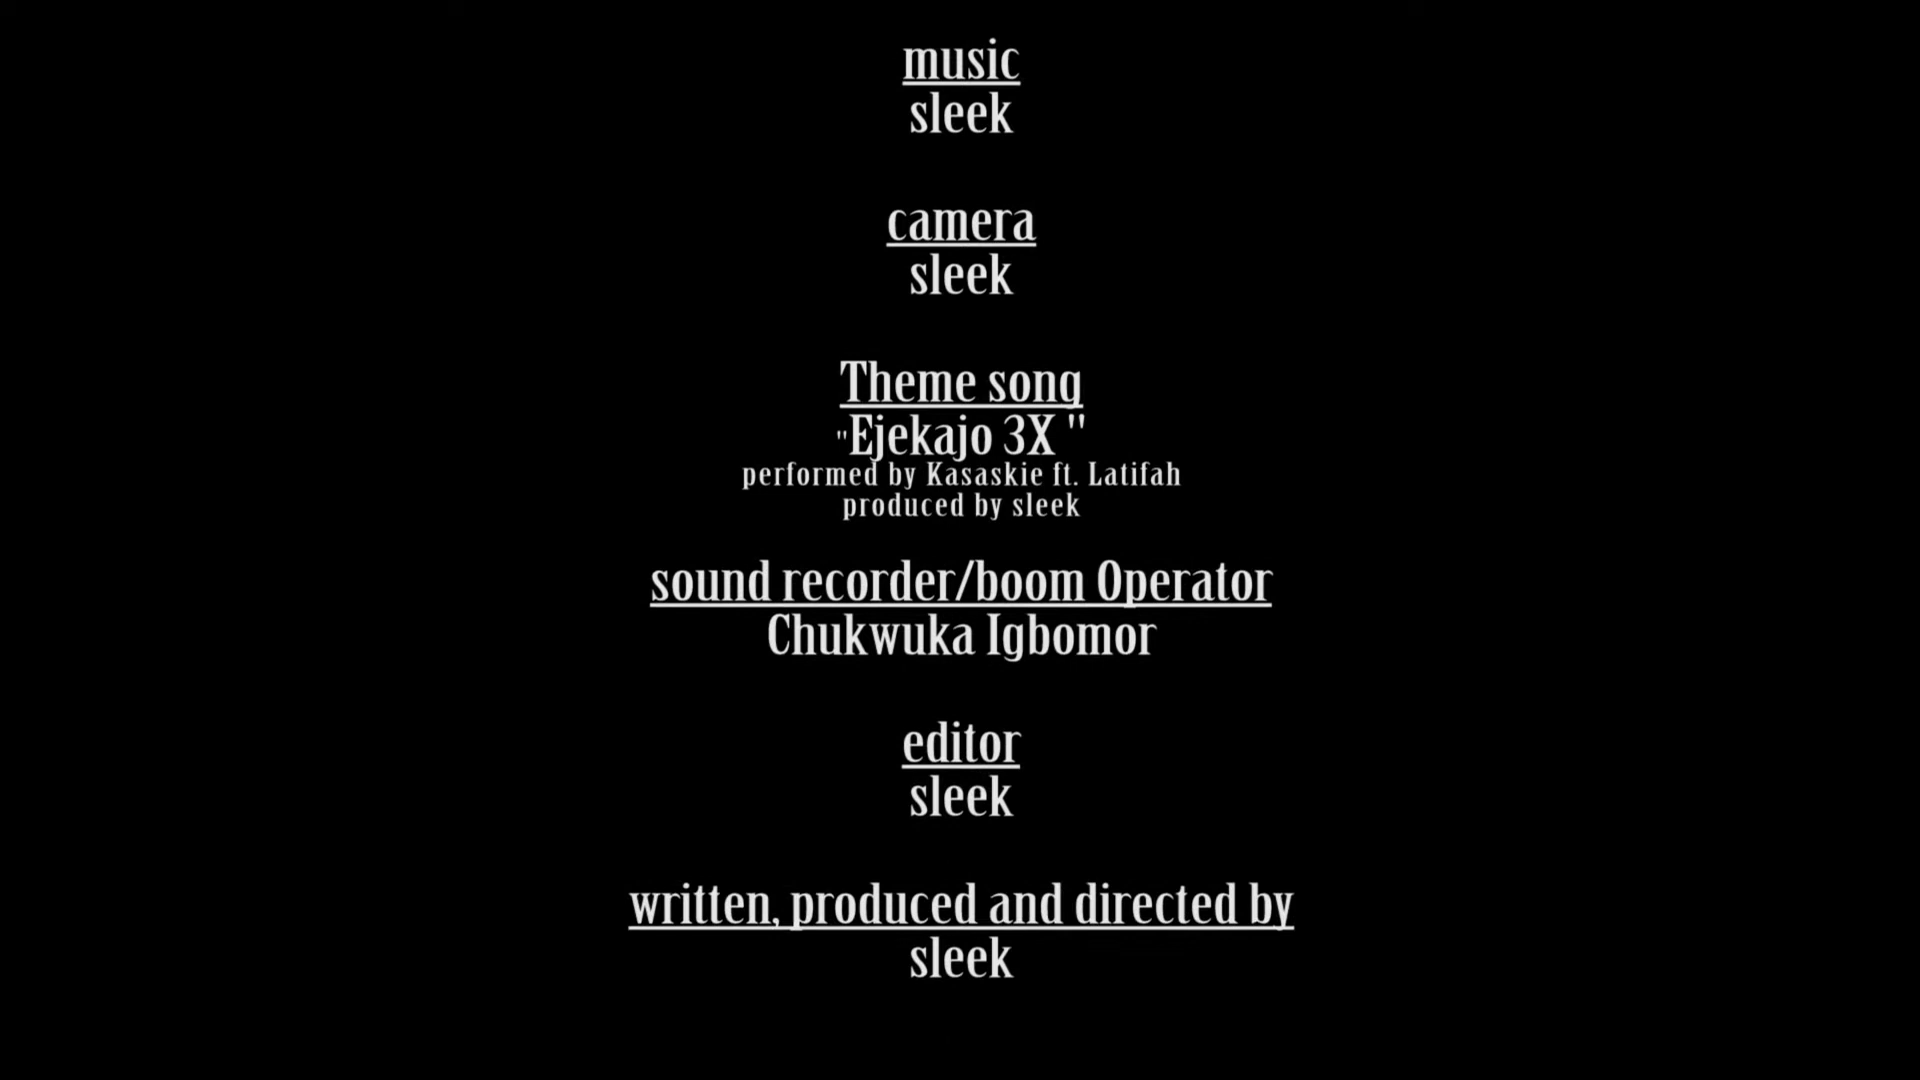 music
sleek
camera
sleek
Theme song
"Ejekajo 3X "
performed by Kasaskie ft. Latifah
produced by sleek
sound recorder/boom Operator
Chukwuka Igbomor
editor
sleek
written, produced and directed by
sleek